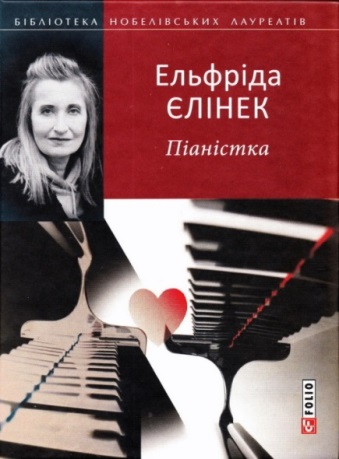 БІБЛІОТЕКА НОБЕЛІВСЬКИХ ЛАУРЕАТІВ
Ельфріда
ЄЛІНЕК
Піаністка
FOLIO